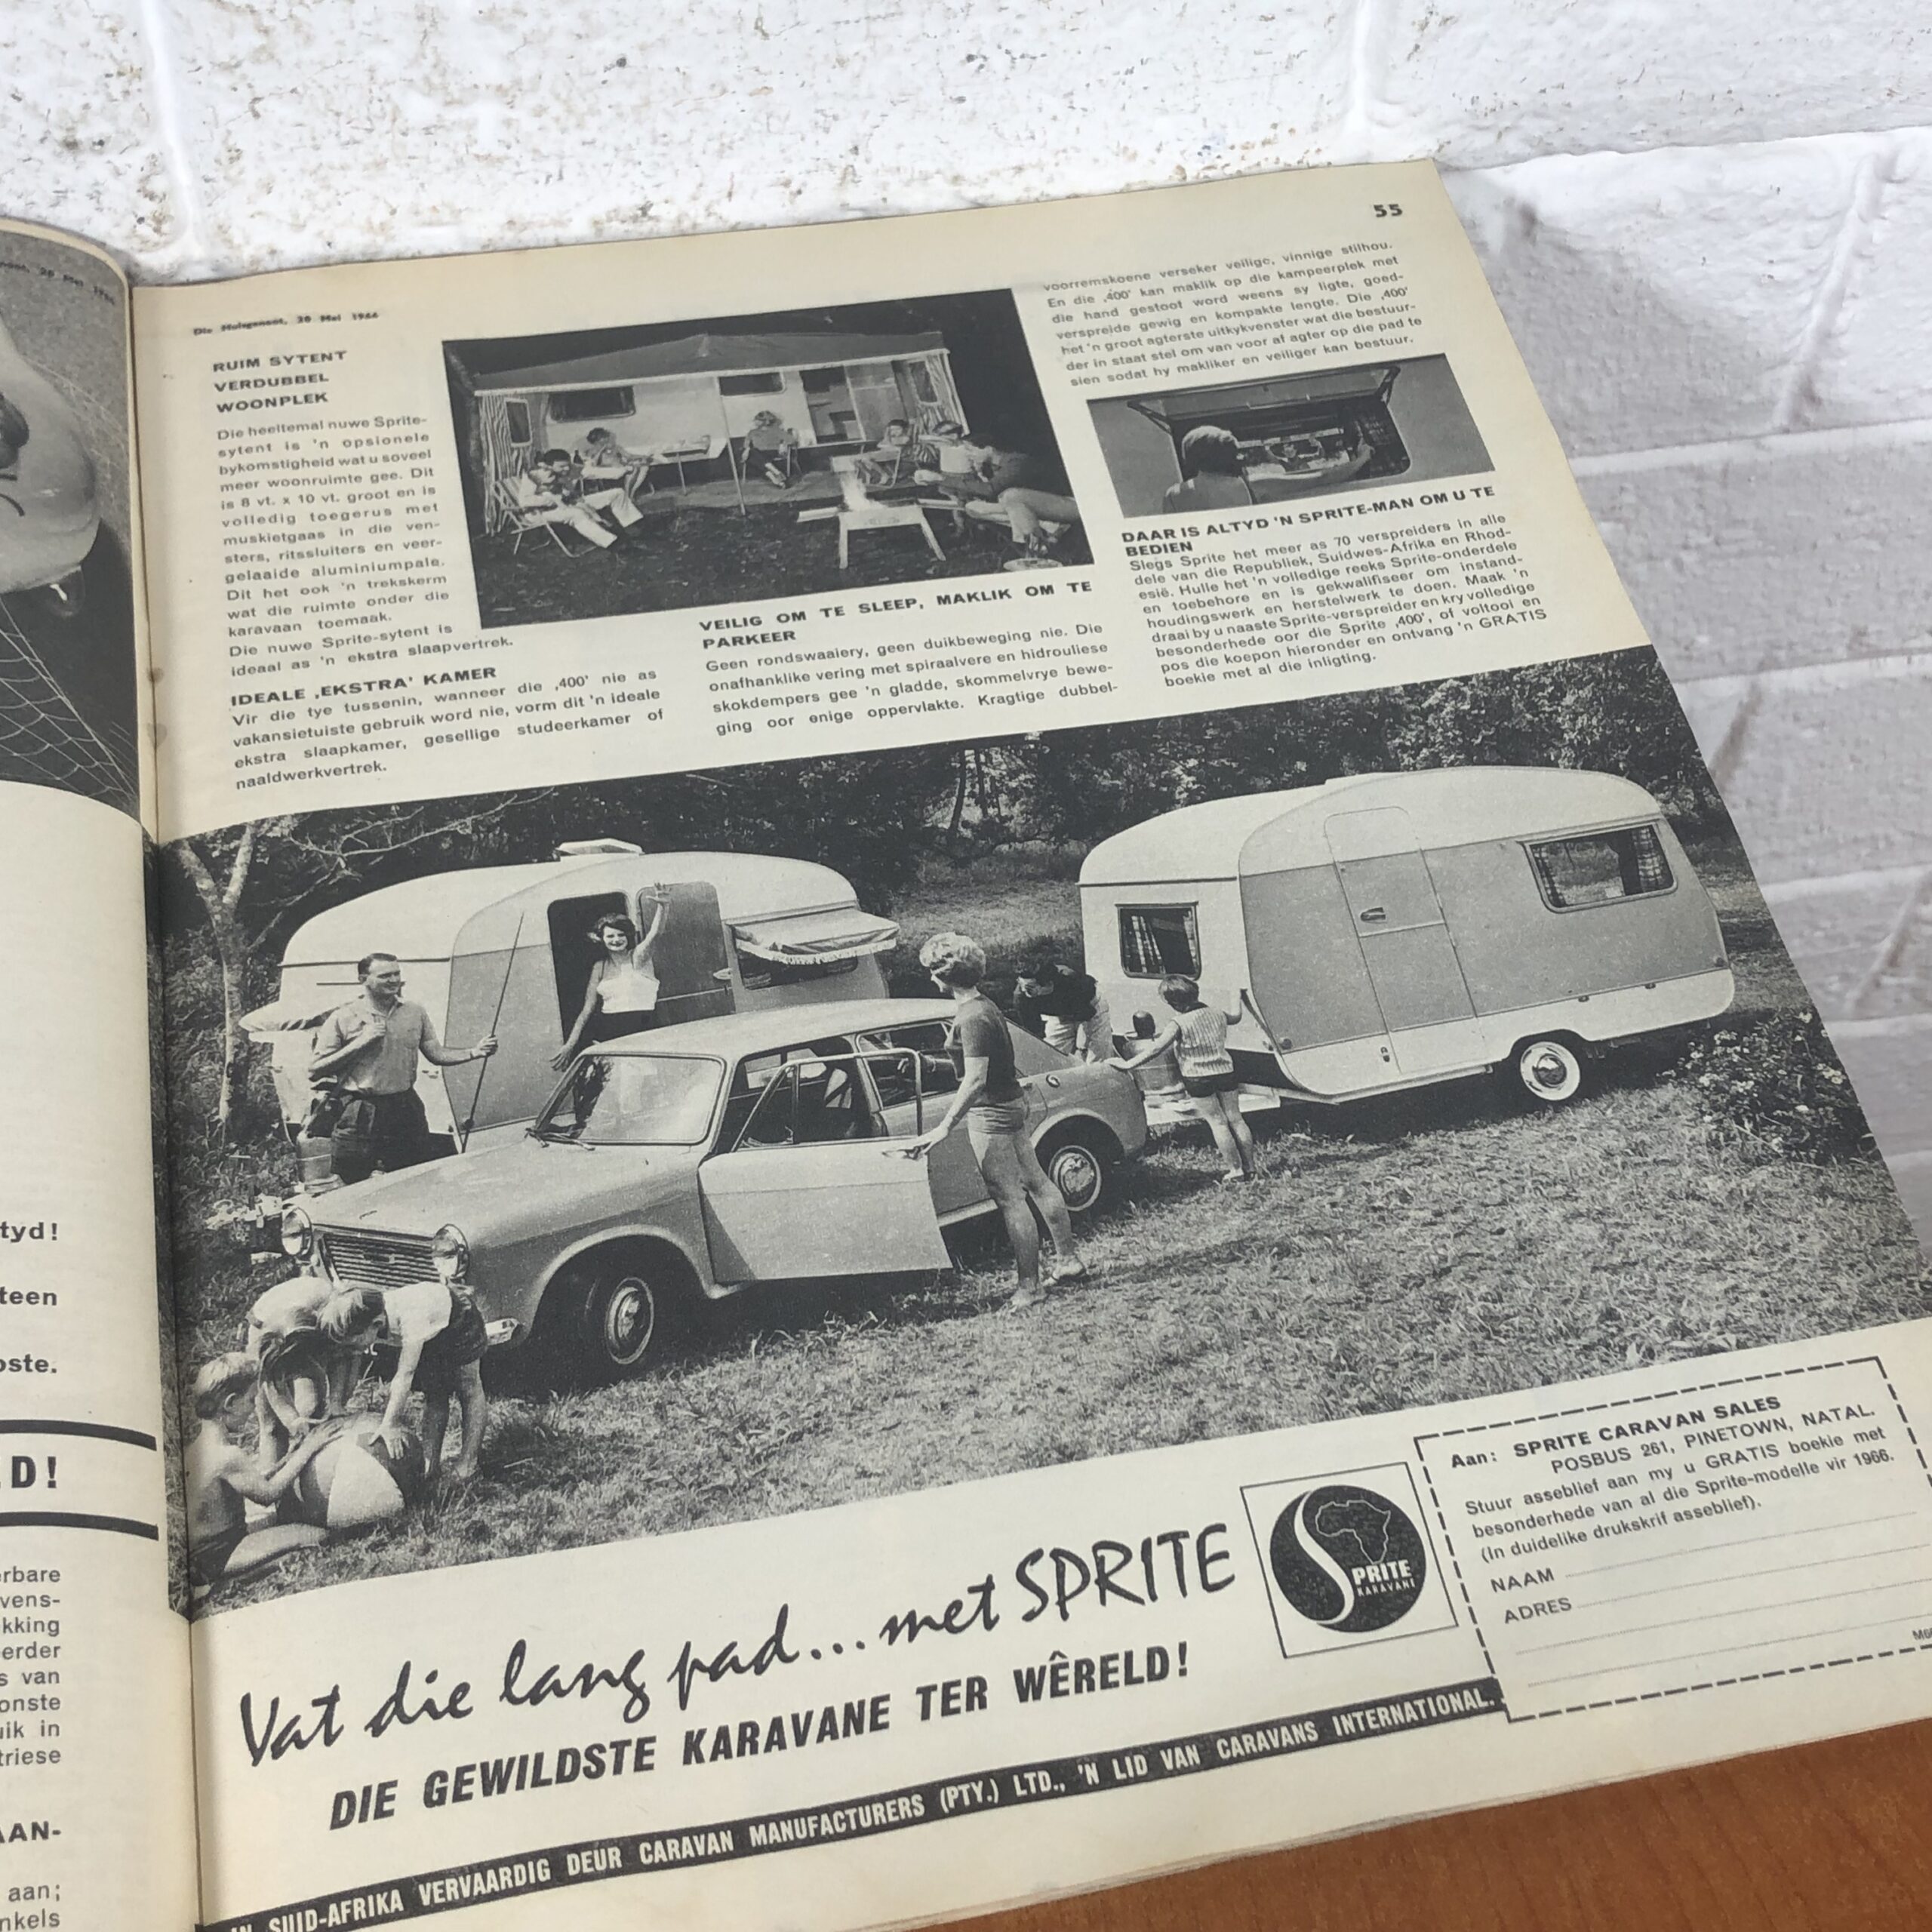 tyd!
teen
oste.
D!
rbare
vens-
kking
erder
s van
onste
uik in
triese
AAN-
aan;
nkels
55
Die Huisgenoot, 20 Mei 1966
RUIM SYTENT
VERDUBBEL
WOONPLEK
Die heeltemal nuwe Sprite-
sytent is 'n opsionele
bykomstigheid wat u soveel
meer woonruimte gee. Dit
is 8 vt. x 10 vt. groot en is
volledig toegerus met
muskietgaas in die ven-
sters, ritssluiters en veer-
gelaaide aluminiumpale.
Dit het ook 'n trekskerm
wat die ruimte onder die
karavaan toemaak.
Die nuwe Sprite-sytent is
ideaal as 'n ekstra slaapvertrek.
IDEALE ‚EKSTRA' KAMER
Vir die tye tussenin, wanneer die ‚400' nie as
vakansietuiste gebruik word nie, vorm dit 'n ideale
ekstra slaapkamer, gesellige studeerkamer of
naaldwerkvertrek.
VEILIG OM TE SLEEP, MAKLIK OM TE
PARKEER
Geen rondswaaiery, geen duikbeweging nie. Die
onafhanklike vering met spiraalvere en hidrouliese
skokdempers gee 'n gladde, skommelvrye bewe-
ging oor enige oppervlakte. Kragtige dubbel-
voorremskoene verseker veilige, vinnige stilhou.
En die ‚400' kan maklik op die kampeerplek met
die hand gestoot word weens sy ligte, goed-
verspreide gewig en kompakte lengte. Die ‚400'
het 'n groot agterste uitkykvenster wat die bestuur-
der in staat stel om van voor af agter op die pad te
sien sodat hy makliker en veiliger kan bestuur.
DAAR IS ALTYD 'N SPRITE-MAN OM U TE
BEDIEN
Slegs Sprite het meer as 70 verspreiders in alle
dele van die Republiek, Suidwes-Afrika en Rhod-
esië. Hulle het 'n volledige reeks Sprite-onderdele
en toebehore en is gekwalifiseer om instand-
houdingswerk en herstelwerk te doen. Maak 'n
draai by u naaste Sprite-verspreider en kry volledige
besonderhede oor die Sprite ‚400', of voltooi en
pos die koepon hieronder en ontvang 'n GRATIS
boekie met al die inligting.
Vat die lang pad... met SPRITE
DIE GEWILDSTE KARAVANE TER WÊRELD!
SPRITE
KARAVANE
Aan: SPRITE CARAVAN SALES
POSBUS 261, PINETOWN, NATAL.
Stuur asseblief aan my u GRATIS boekie met
besonderhede van al die Sprite-modelle vir 1966.
(In duidelike drukskrif asseblief).
NAAM
ADRES
IN SUID-AFRIKA VERVAARDIG DEUR CARAVAN MANUFACTURERS (PTY.) LTD., 'N LID VAN CARAVANS INTERNATIONAL.